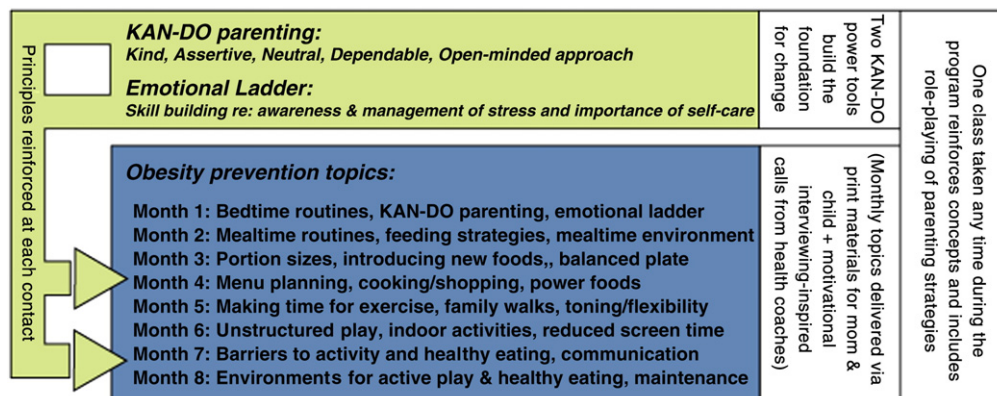 Principles reinforced at each contact
KAN-DO parenting:
Kind, Assertive, Neutral, Dependable, Open-minded approach
Emotional Ladder:
Skill building re: awareness & management of stress and importance of self-care
Two KAN-DO
power tools
build the
foundation
for change
Obesity prevention topics:
Month 1: Bedtime routines, KAN-DO parenting, emotional ladder
Month 2: Mealtime routines, feeding strategies, mealtime environment
Month 3: Portion sizes, introducing new foods,, balanced plate
Month 4: Menu planning, cooking/shopping, power foods
Month 5: Making time for exercise, family walks, toning/flexibility
Month 6: Unstructured play, indoor activities, reduced screen time
Month 7: Barriers to activity and healthy eating, communication
Month 8: Environments for active play & healthy eating, maintenance
(Monthly topics delivered via
print materials for mom &
child + motivational
interviewing-inspired
calls from health coaches)
One class taken any time during the
program reinforces concepts and includes
role-playing of parenting strategies